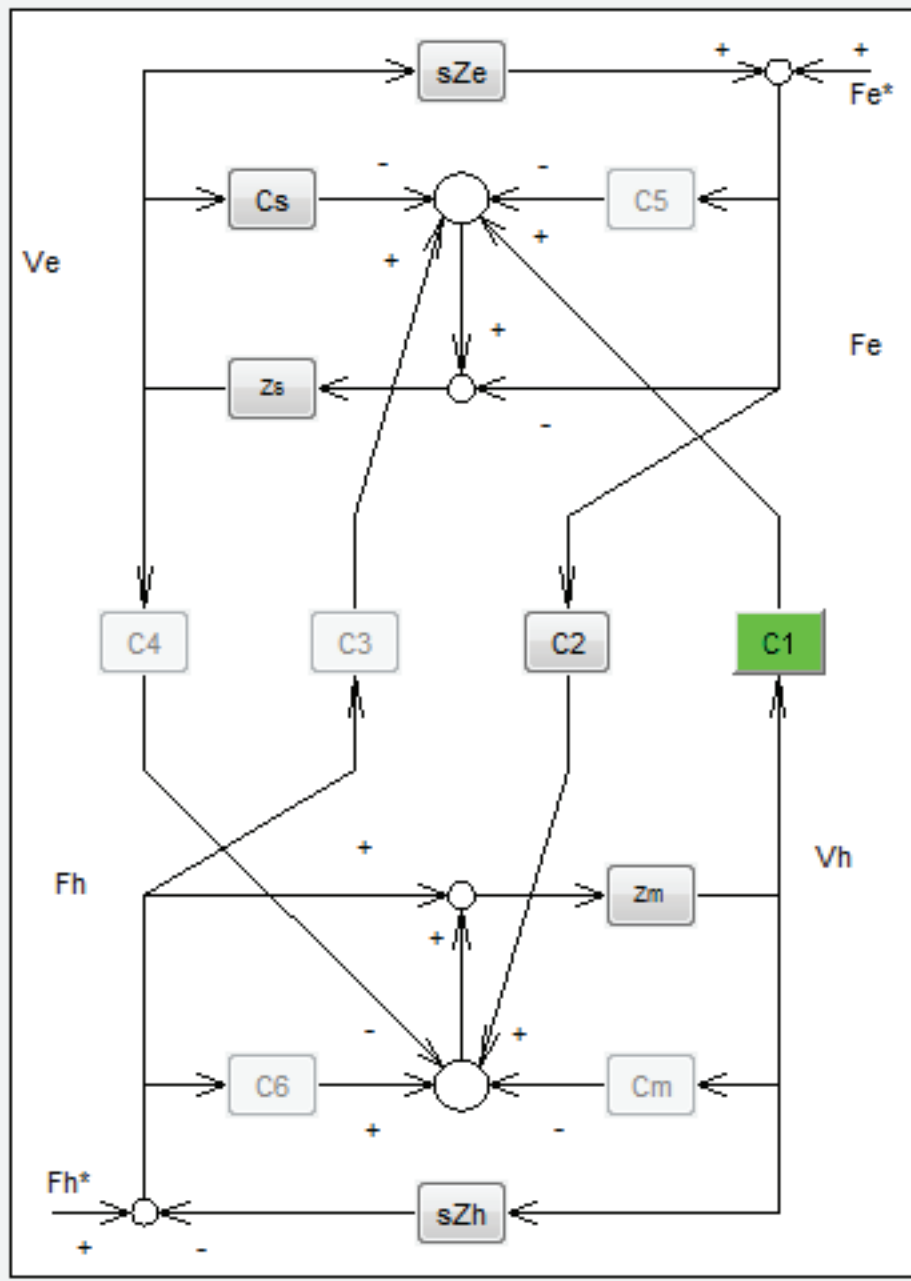 + +
sZe
Fe*
- -
Cs C5
+
Ve +
+
Fe
Zs
-
C4 C3 C2 C1
+
Vh
Fh
Zm
+
- +
C6 Cm
+ -
Fh*
sZh
+ -